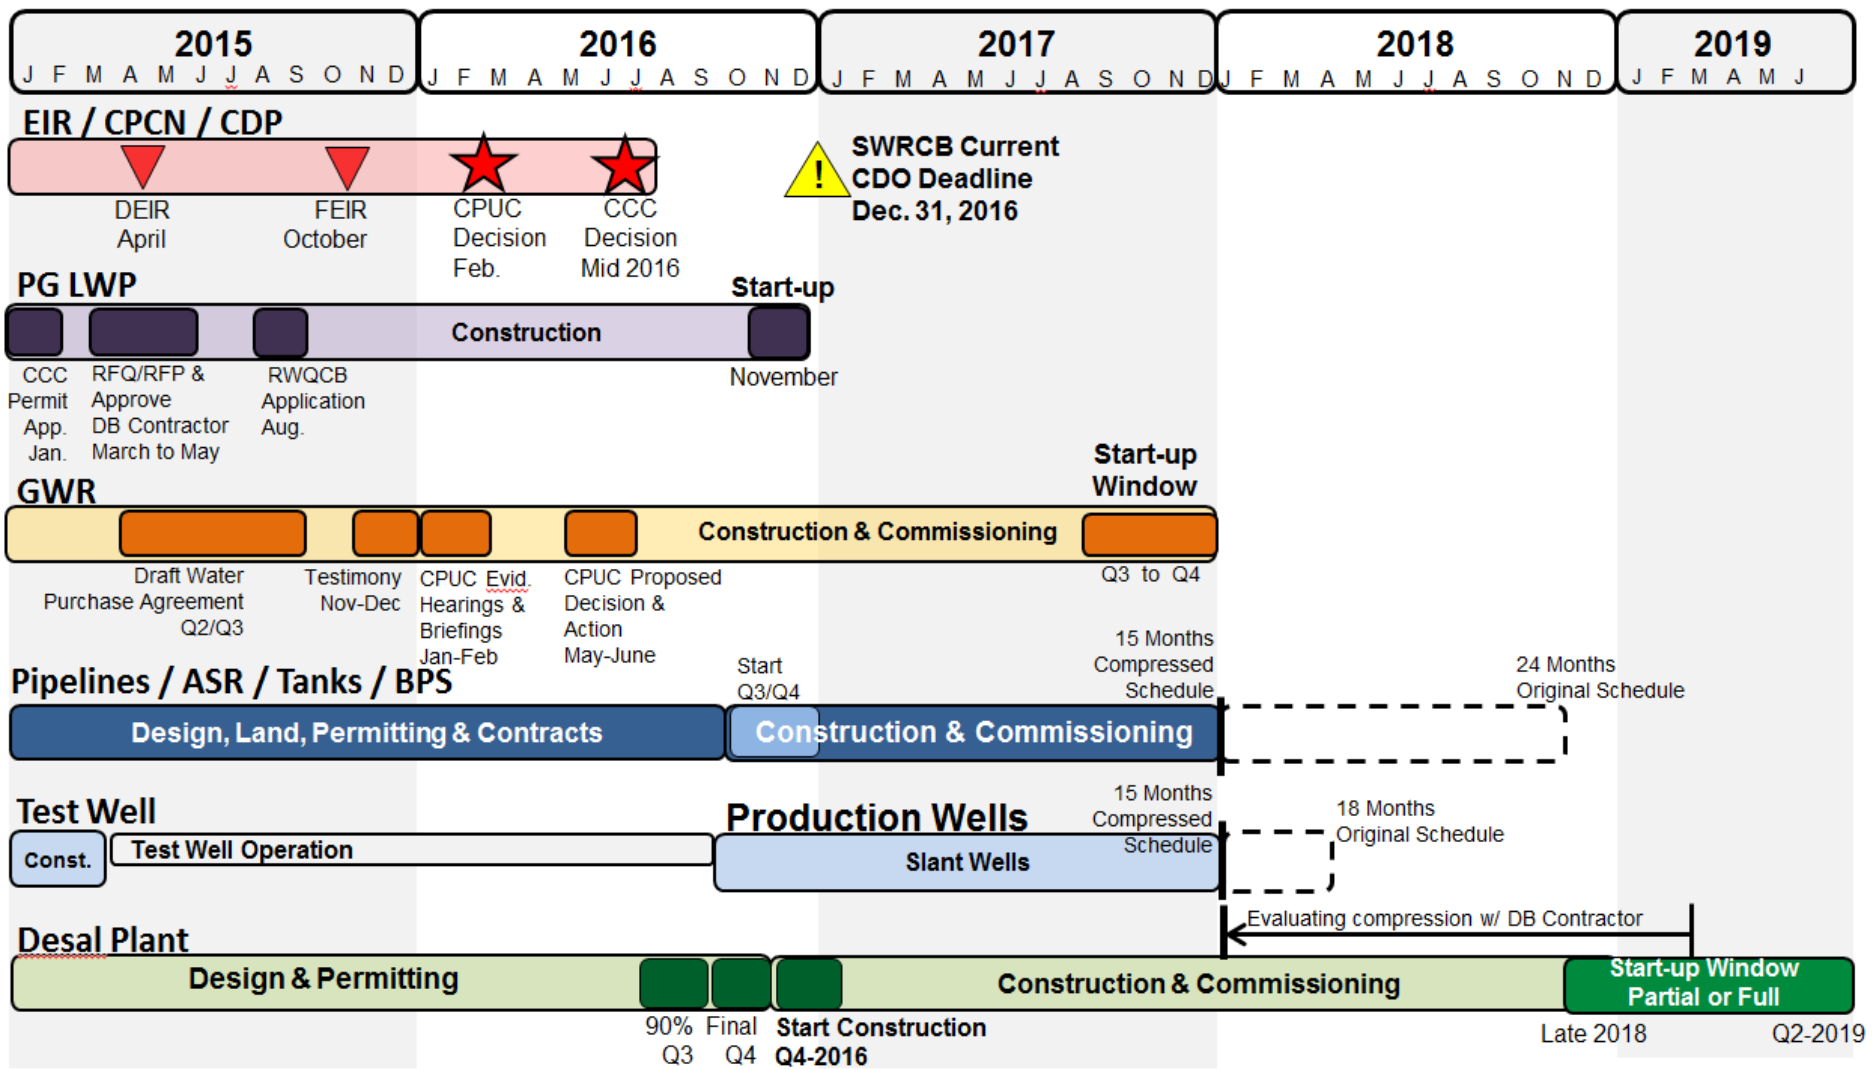 2015
2016
2017
2018
2019
J F M A M J J A S O N D
J F M A M J J A S O N D
J F M A M J J A S O N D
J F M A M J J A S O N D
J F M A M J
EIR / CPCN / CDP
DEIR
April
FEIR
October
CPUC
Decision
Feb.
CCC
Decision
Mid 2016
!
SWRCB Current
CDO Deadline
Dec. 31, 2016
PG LWP
Start-up
Construction
CCC
Permit
App.
Jan.
RFQ/RFP &
Approve
DB Contractor
March to May
RWQCB
Application
Aug.
November
GWR
Start-up
Window
Construction & Commissioning
Draft Water
Purchase Agreement
Q2/Q3
Testimony
Nov-Dec
CPUC Evid.
Hearings &
Briefings
Jan-Feb
CPUC Proposed
Decision &
Action
May-June
Q3 to Q4
Pipelines / ASR / Tanks / BPS
Start
Q3/Q4
15 Months
Compressed
Schedule
24 Months
Original Schedule
Design, Land, Permitting & Contracts
Construction & Commissioning
Test Well
Const.
Test Well Operation
Production Wells
Slant Wells
15 Months
Compressed
Schedule
18 Months
Original Schedule
Evaluating compression w/ DB Contractor
Desal Plant
Design & Permitting
Construction & Commissioning
Start-up Window
Partial or Full
90%
Q3
Final
Q4
Start Construction
Q4-2016
Late 2018
Q2-2019